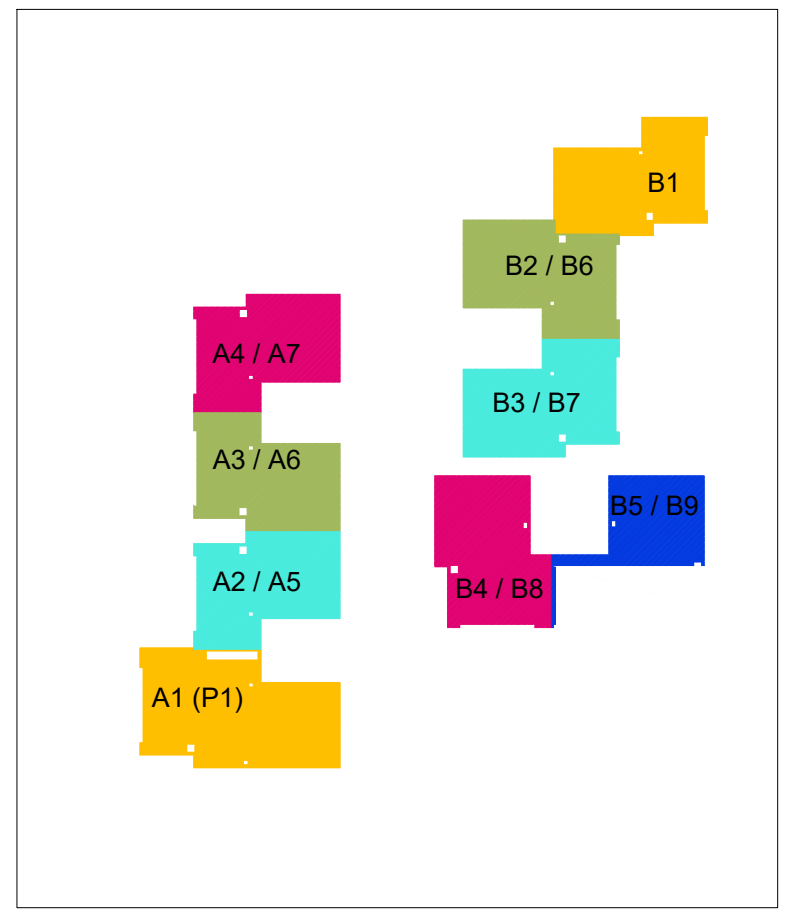 B1
B2 / B6
A4 / A7
B3 / B7
A3 / A6
B5 / B9
A2 / A5
B4 / B8
A1 (P1)